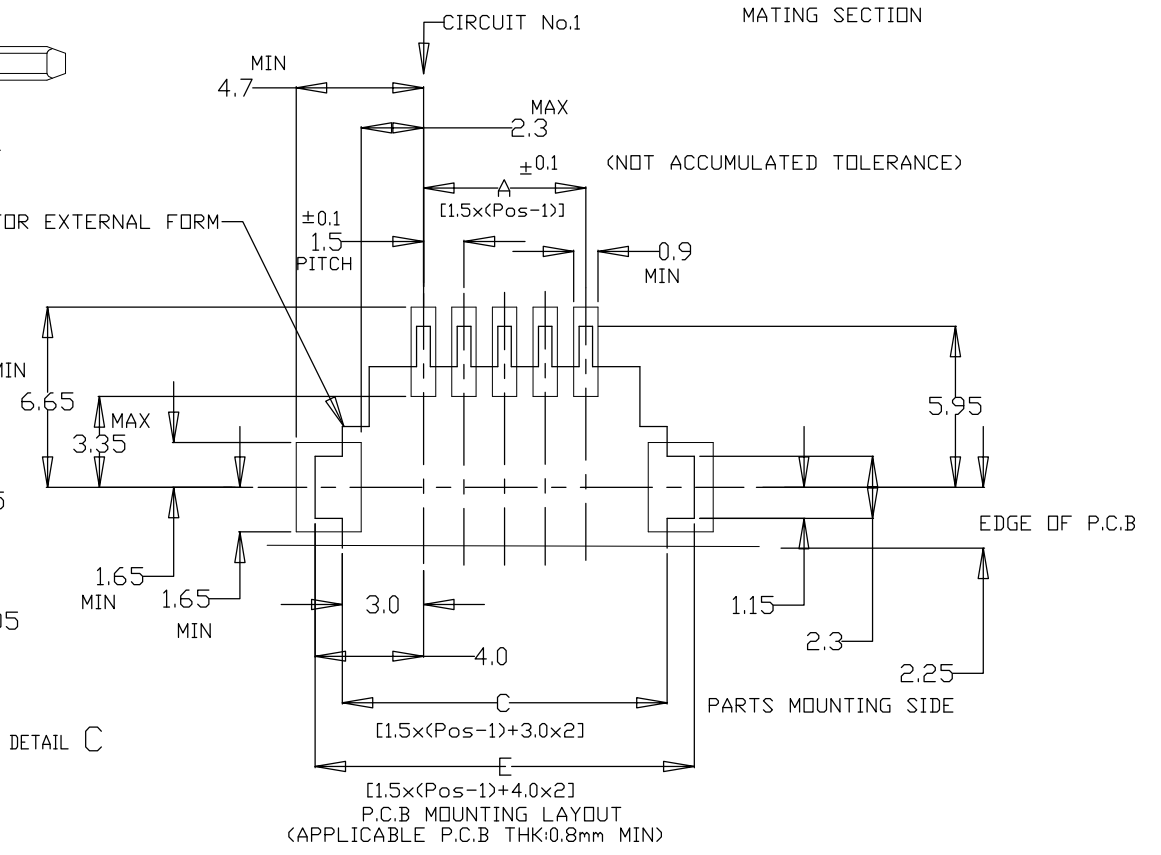 CIRCUIT No.1
MATING SECTION
MIN
4.7
MAX
2.3
±0.1
(NOT ACCUMULATED TOLERANCE)
A
[1.5x(Pos-1)]
EXTERNAL FORM
±0.1
1.5
PITCH
0.9
MIN
MIN
6.65
MAX
3.35
5.95
EDGE OF P.C.B
1.65
MIN
1.65
MIN
3.0
1.15
2.3
4.0
2.25
C
PARTS MOUNTING SIDE
[1.5x(Pos-1)+3.0x2]
DETAIL C
E
[1.5x(Pos-1)+4.0x2]
P.C.B MOUNTING LAYOUT
(APPLICABLE P.C.B THK:0.8mm MIN)